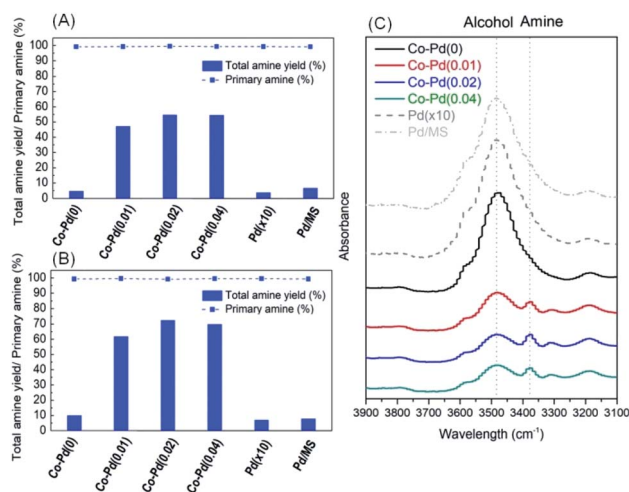 (A)
Total amine yield/ Primary amine (%)
100
90
80
70
60
50
40
30
20
10
0
Total amine yield (%)
Primary amine (%)
Co-Pd(0)
Co-Pd(0.01)
Co-Pd(0.02)
Co-Pd(0.04)
Pd(x10)
Pd/MS
(B)
Total amine yield/ Primary amine (%)
100
90
80
70
60
50
40
30
20
10
0
Total amine yield (%)
Primary amine (%)
Co-Pd(0)
Co-Pd(0.01)
Co-Pd(0.02)
Co-Pd(0.04)
Pd(x10)
Pd/MS
(C)
Alcohol Amine
Co-Pd(0)
Co-Pd(0.01)
Co-Pd(0.02)
Co-Pd(0.04)
Pd(x10)
Pd/MS
Absorbance
3900 3800 3700 3600 3500 3400 3300 3200 3100
Wavelength (cm⁻¹)